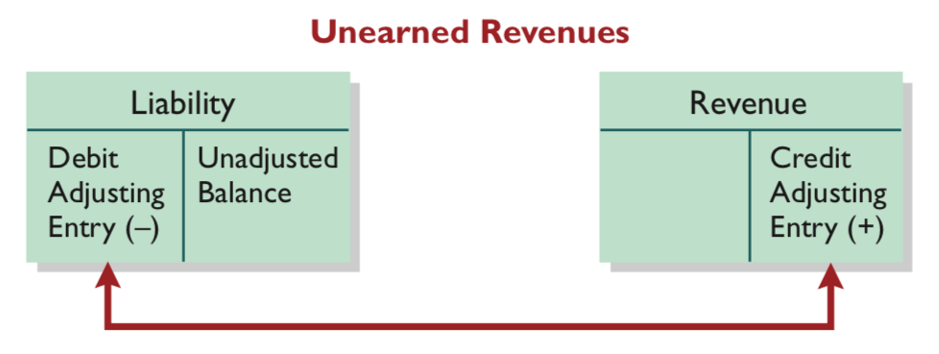 Unearned Revenues
Liability
Debit
Adjusting
Entry (–)
Unadjusted
Balance
Revenue
Credit
Adjusting
Entry (+)